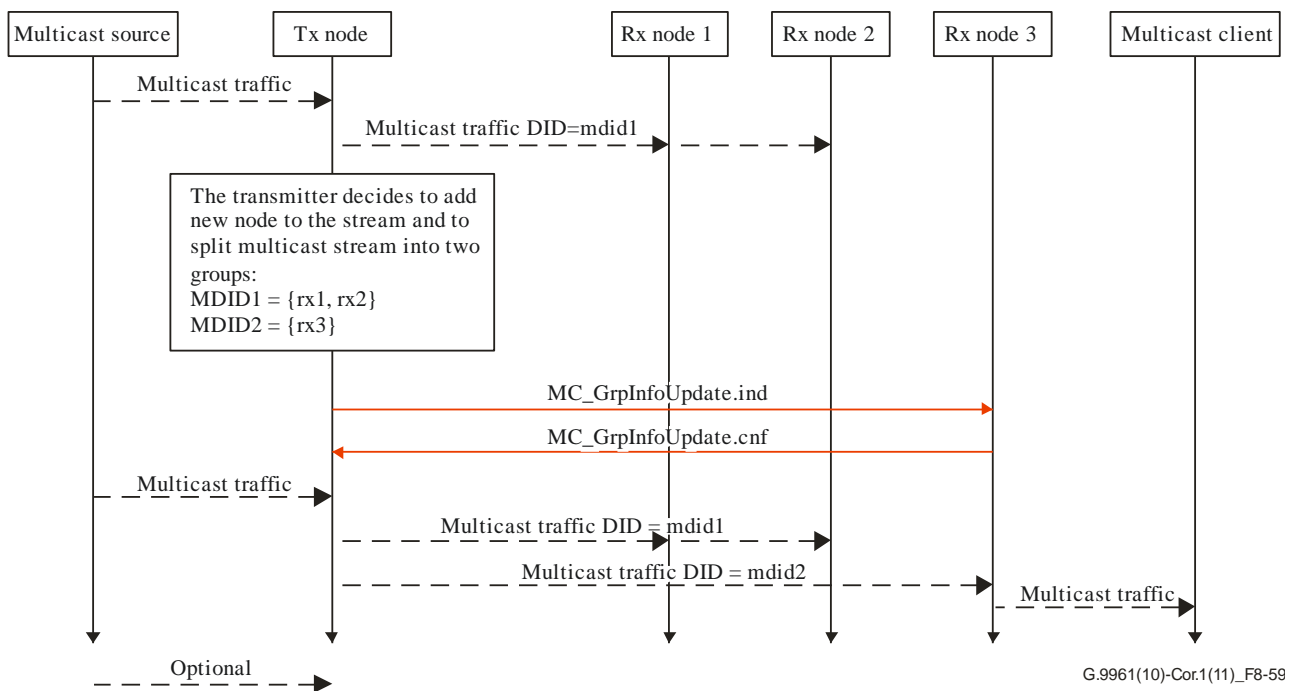 Multicast source
Tx node
Rx node 1
Rx node 2
Rx node 3
Multicast client
Multicast traffic
Multicast traffic DID=mdid1
The transmitter decides to add
new node to the stream and to
split multicast stream into two
groups:
MDID1 = {rx1, rx2}
MDID2 = {rx3}
MC_GrpInfoUpdate.ind
MC_GrpInfoUpdate.cnf
Multicast traffic
Multicast traffic DID = mdid1
Multicast traffic DID = mdid2
Multicast traffic
Optional
G.9961(10)-Cor.1(11)_F8-59